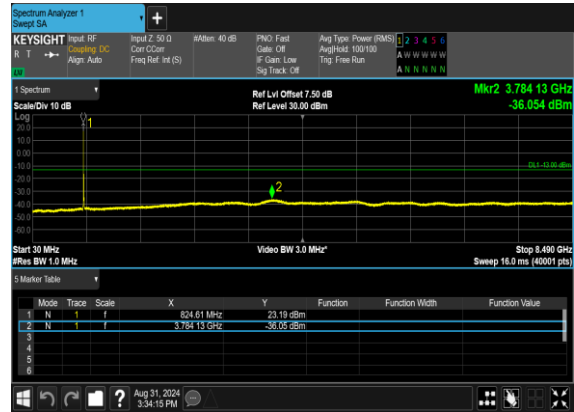 Spectrum Analyzer 1
Swept SA
+
KEYSIGHT Input: RF Input Z: 50 Ω #Atten: 40 dB PNO: Fast Avg Type: Power (RMS) 1 2 3 4 5 6
R T Coupling: DC Corr CCorr Gate: Off Avg|Hold: 100/100 A W W W W W
Align: Auto Freq Ref: Int (S) IF Gain: Low Trig: Free Run
LW Sig Track: Off A N N N N N
1 Spectrum Ref Lvl Offset 7.50 dB Mkr2 3.784 13 GHz
Scale/Div 10 dB Ref Level 30.00 dBm -36.054 dBm
Log
1
20.0
10.0
0.00
-10.0
DL1 -13.00 dBm
-20.0
2
-30.0
-40.0
-50.0
-60.0
Start 30 MHz Video BW 3.0 MHz* Stop 8.490 GHz
#Res BW 1.0 MHz Sweep 16.0 ms (40001 pts)
5 Marker Table
Mode Trace Scale X Y Function Function Width Function Value
1 N 1 f 824.61 MHz 23.19 dBm
2 N 1 f 3.784 13 GHz -36.05 dBm
3
4
5
6
? Aug 31, 2024
3:34:15 PM